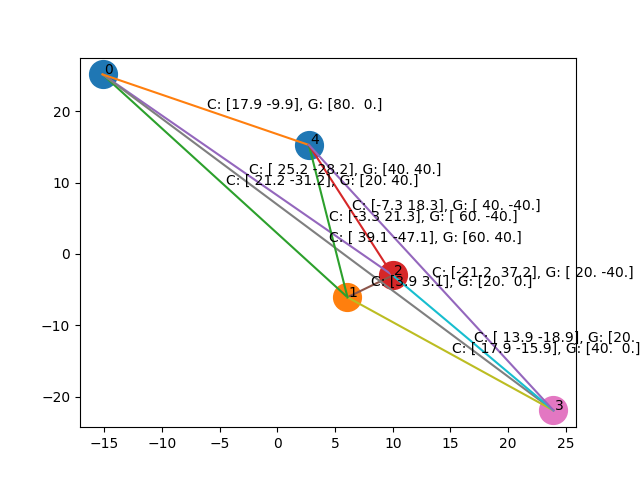 0
C: [17.9 -9.9], G: [80.  0.]
20
4
C: [ 25.2 -28.2], G: [40. 40.]
C: [ 21.2 -31.2], G: [20. 40.]
10
C: [-7.3 18.3], G: [ 40. -40.]
C: [-3.3 21.3], G: [ 60. -40.]
C: [ 39.1 -47.1], G: [60. 40.]
0
2
C: [-21.2  37.2], G: [ 20. -40.]
C: [3.9 3.1], G: [20.  0.]
1
−10
C: [ 13.9 -18.9], G: [20.
C: [ 17.9 -15.9], G: [40.  0.]
−20
3
−15 −10 −5 0 5 10 15 20 25